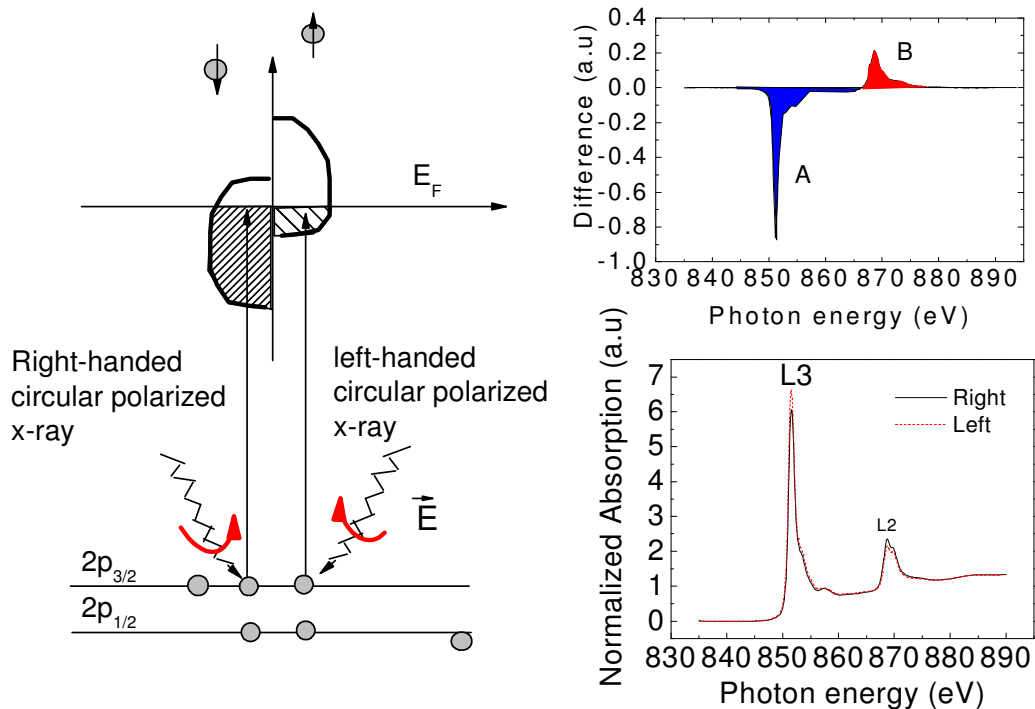 E_F
Right-handed
circular polarized
x-ray
left-handed
circular polarized
x-ray
E
2p_3/2
2p_1/2
Difference (a.u)
0.4
0.2
0.0
-0.2
-0.4
-0.6
-0.8
-1.0
A
B
830 840 850 860 870 880 890
Photon energy (eV)
Normalized Absorption (a.u)
7
6
5
4
3
2
1
0
L3
L2
Right
Left
830 840 850 860 870 880 890
Photon energy (eV)